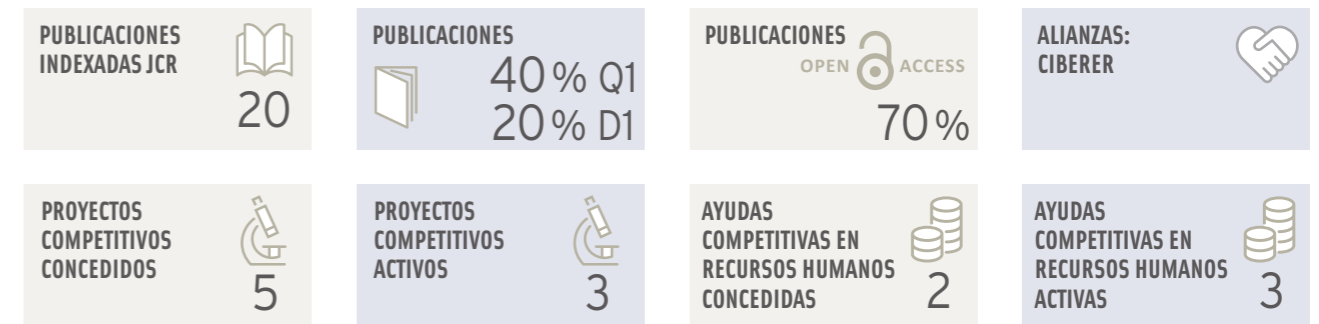 PUBLICACIONES
INDEXADAS JCR
20
PUBLICACIONES
40% Q1
20% D1
PUBLICACIONES
OPEN ACCESS
70%
ALIANZAS:
CIBERER
PROYECTOS
COMPETITIVOS
CONCEDIDOS
5
PROYECTOS
COMPETITIVOS
ACTIVOS
3
AYUDAS
COMPETITIVAS EN
RECURSOS HUMANOS
CONCEDIDAS
2
AYUDAS
COMPETITIVAS EN
RECURSOS HUMANOS
ACTIVAS
3